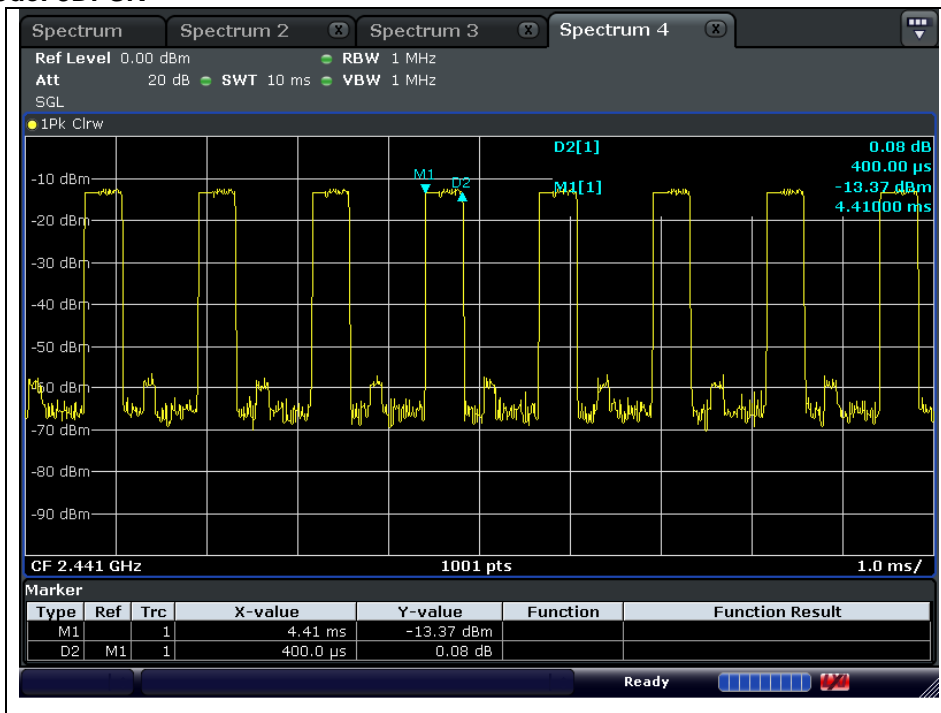 Spectrum Spectrum 2 Spectrum 3 Spectrum 4
Ref Level 0.00 dBm RBW 1 MHz
Att 20 dB SWT 10 ms VBW 1 MHz
SGL
1Pk Clrw
D2[1] 0.08 dB
400.00 µs
M1[1] -13.37 dBm
4.41000 ms
M1 D2
-10 dBm
-20 dBm
-30 dBm
-40 dBm
-50 dBm
-60 dBm
-70 dBm
-80 dBm
-90 dBm
CF 2.441 GHz 1001 pts 1.0 ms/
Marker
Type Ref Trc X-value Y-value Function Function Result
M1 1 4.41 ms -13.37 dBm
D2 M1 1 400.0 µs 0.08 dB
Ready